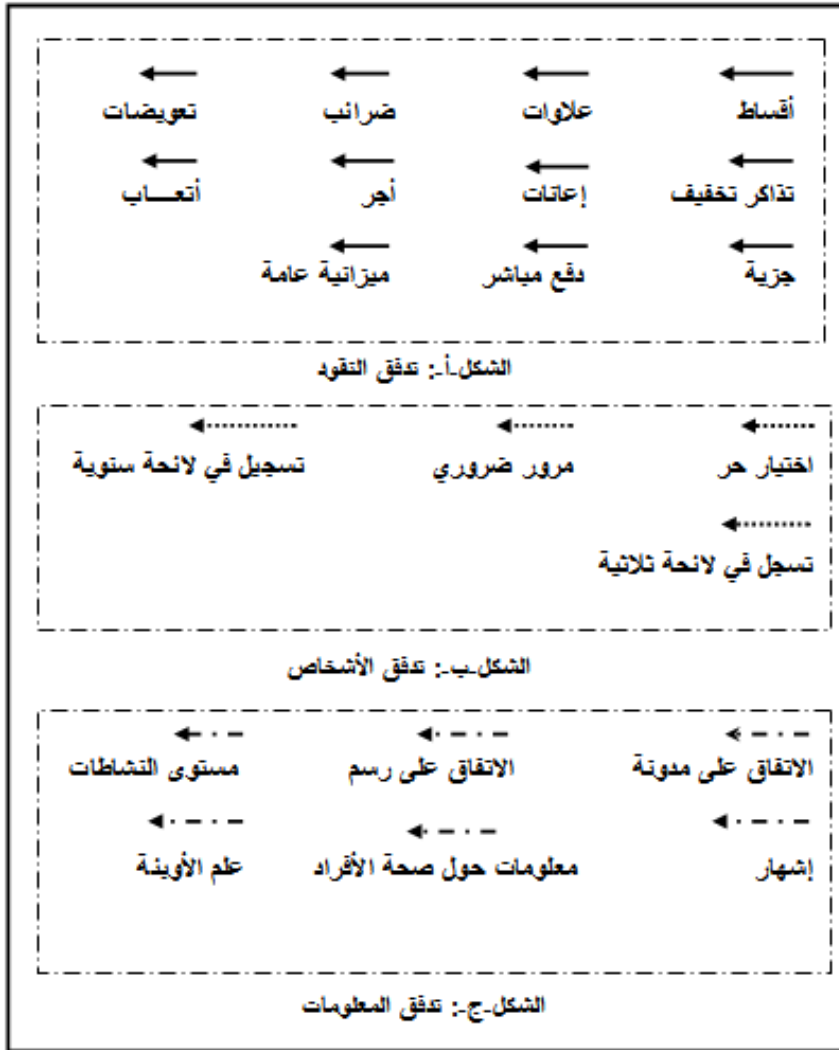 أقساط علاوات ضرائب تعويضات
تذاكر تخفيف إعانات أجر أتعـــاب
جزية دفع مباشر ميزانية عامة
الشكل-أ-: تدفق النقود
اختيار حر مرور ضروري تسجيل في لائحة سنوية
تسجل في لائحة ثلاثية
الشكل-ب-: تدفق الأشخاص
الاتفاق على مدونة الاتفاق على رسم مستوى النشاطات
إشهار معلومات حول صحة الأفراد علم الأوبئة
الشكل-ج-: تدفق المعلومات